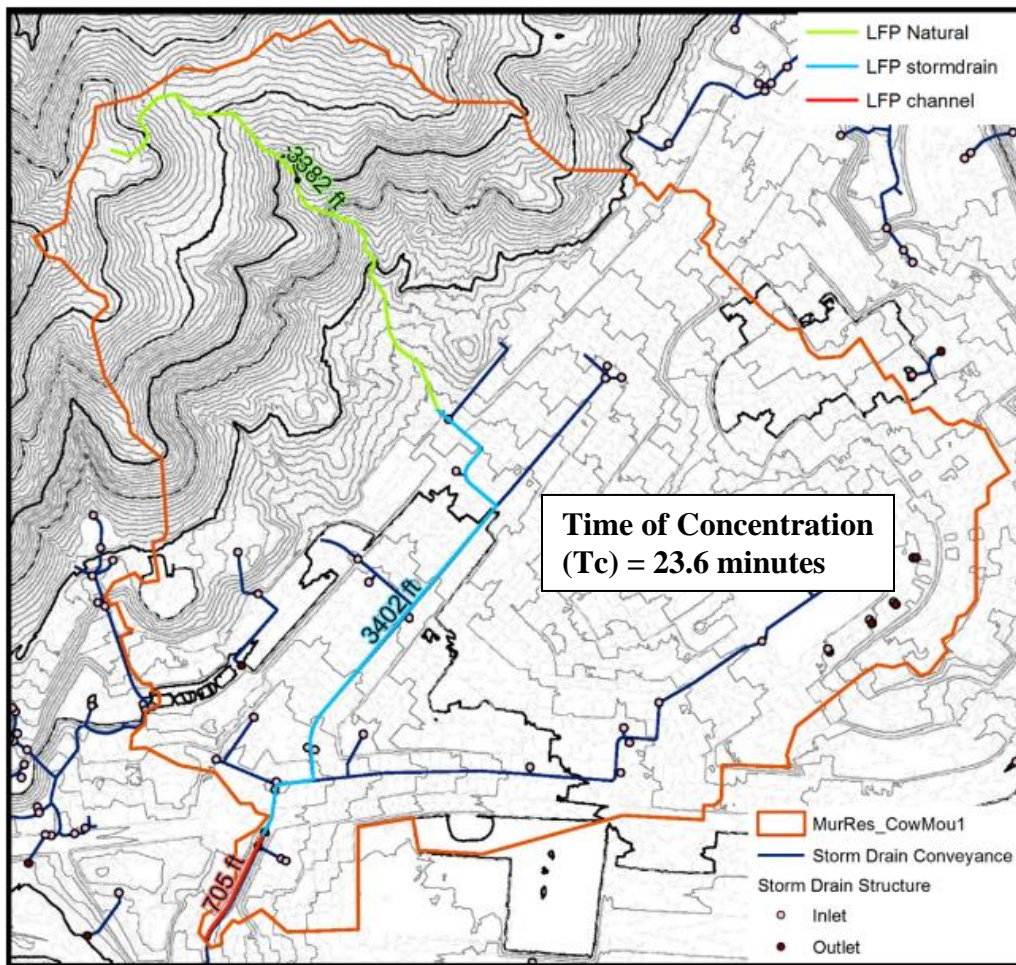 LFP Natural
LFP stormdrain
LFP channel
3382 ft
Time of Concentration
(Tc) = 23.6 minutes
3402 ft
705 ft
MurRes_CowMou1
Storm Drain Conveyance
Storm Drain Structure
Inlet
Outlet